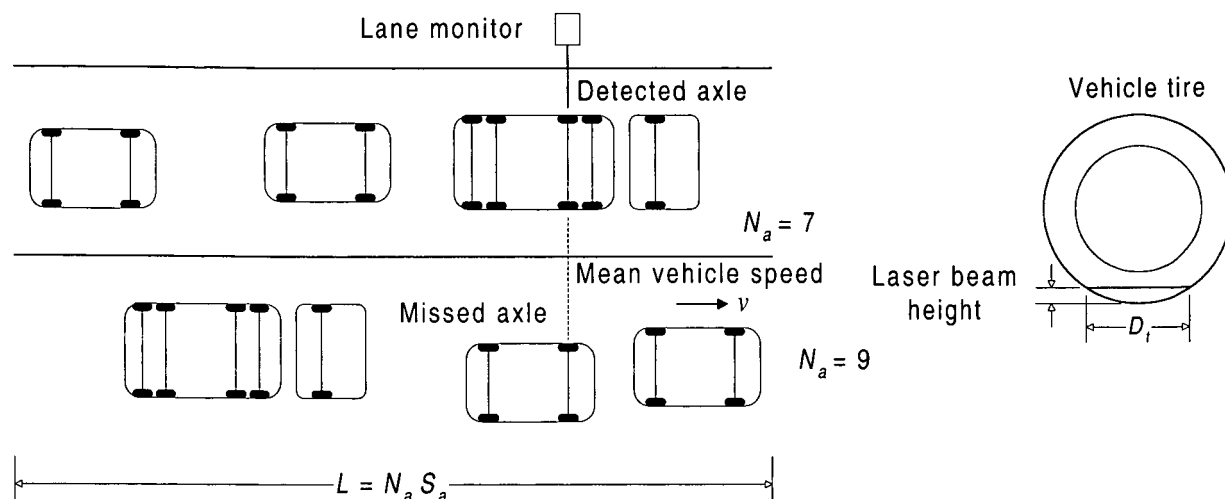 Lane monitor
Detected axle
Vehicle tire
N_a = 7
Mean vehicle speed
v
Missed axle
N_a = 9
Laser beam
height
D_t
L = N_a S_a